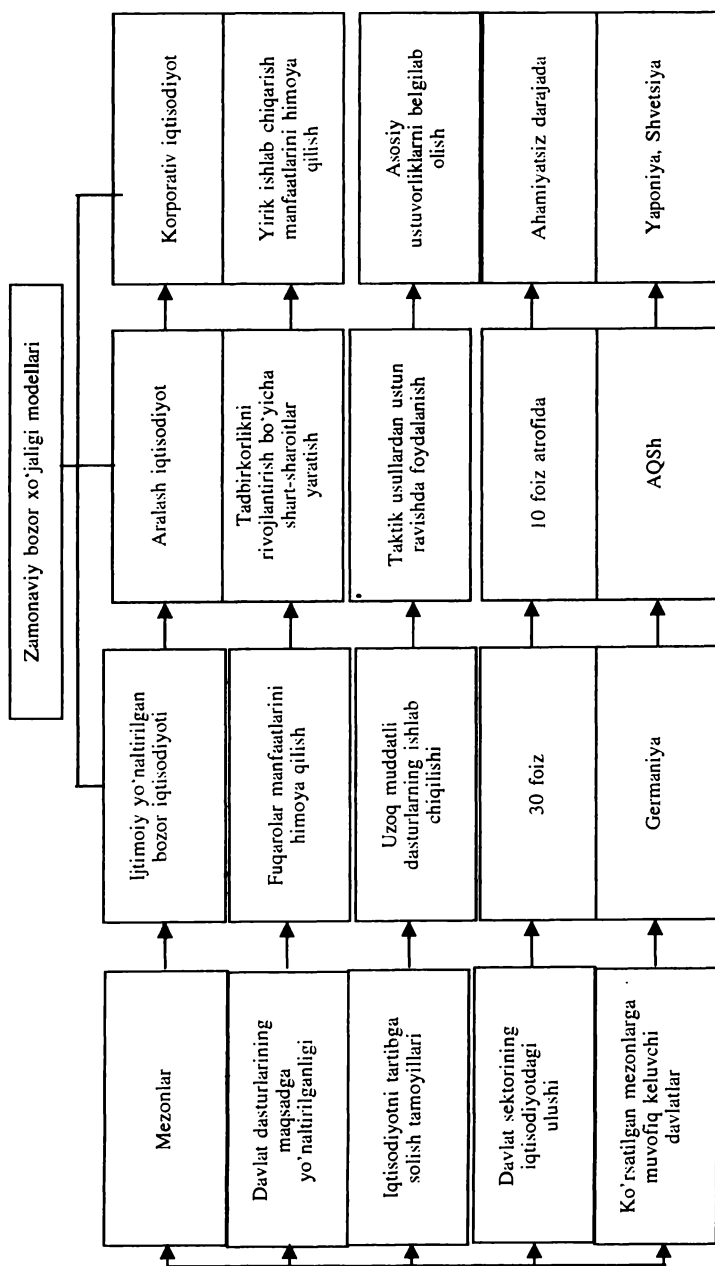 Zamonaviy bozor xo'jaligi modellari
Mezonlar
Ijtimoiy yo'naltirilgan
bozor iqtisodiyoti
Aralash iqtisodiyot
Korporativ iqtisodiyot
Davlat dasturlarining
maqsadga
yo'naltirilganligi
Fuqarolar manfaatlarini
himoya qilish
Tadbirkorlikni
rivojlantirish bo'yicha
shart-sharoitlar
yaratish
Yirik ishlab chiqarish
manfaatlarini himoya
qilish
Iqtisodiyotni tartibga
solish tamoyillari
Uzoq muddatli
dasturlarning ishlab
chiqilishi
Taktik usullardan ustun
ravishda foydalanish
Asosiy
ustuvorliklarni belgilab
olish
Davlat sektorining
iqtisodiyotdagi
ulushi
30 foiz
10 foiz atrofida
Ahamiyatsiz darajada
Ko'rsatilgan mezonlarga
muvofiq keluvchi
davlatlar
Germaniya
AQSh
Yaponiya, Shvetsiya